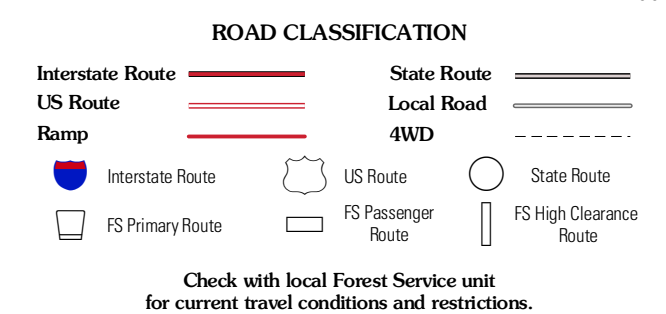 ROAD CLASSIFICATION
Interstate Route
State Route
US Route
Local Road
Ramp
4WD
Interstate Route
US Route
State Route
FS Primary Route
FS Passenger
Route
FS High Clearance
Route
Check with local Forest Service unit
for current travel conditions and restrictions.